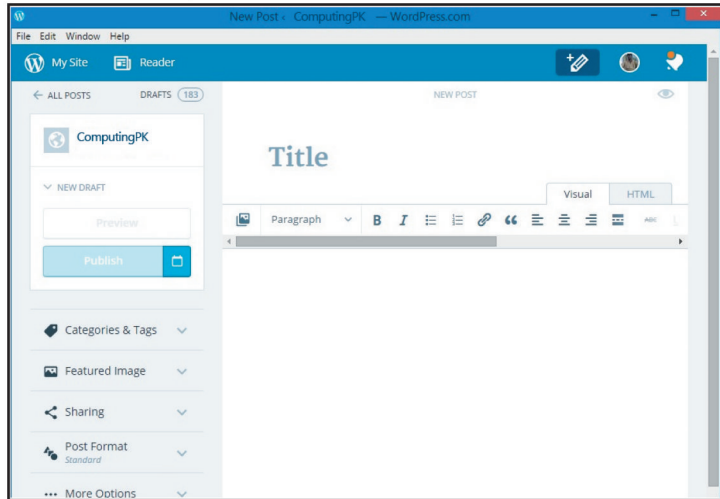 New Post ‹ ComputingPK — WordPress.com
File Edit Window Help
My Site Reader
ALL POSTS DRAFTS 183
NEW POST
ComputingPK
Title
NEW DRAFT
Visual HTML
Preview
Paragraph B I ABC
Publish
Categories & Tags
Featured Image
Sharing
Post Format
Standard
More Options